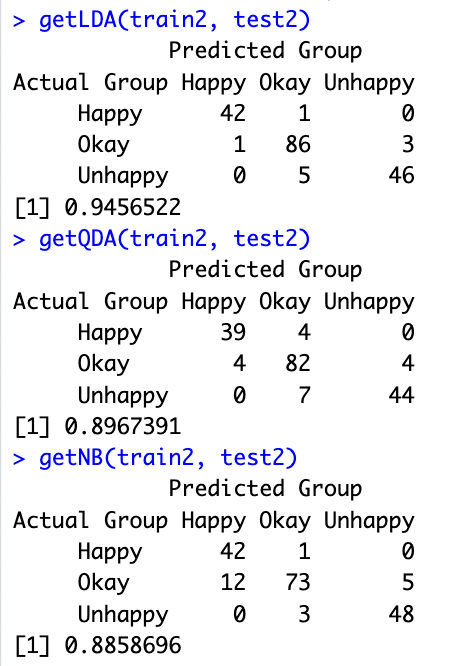 > getLDA(train2, test2)
            Predicted Group
Actual Group Happy Okay Unhappy
     Happy      42    1       0
     Okay        1   86       3
     Unhappy     0    5      46
[1] 0.9456522
> getQDA(train2, test2)
            Predicted Group
Actual Group Happy Okay Unhappy
     Happy      39    4       0
     Okay        4   82       4
     Unhappy     0    7      44
[1] 0.8967391
> getNB(train2, test2)
            Predicted Group
Actual Group Happy Okay Unhappy
     Happy      42    1       0
     Okay       12   73       5
     Unhappy     0    3      48
[1] 0.8858696